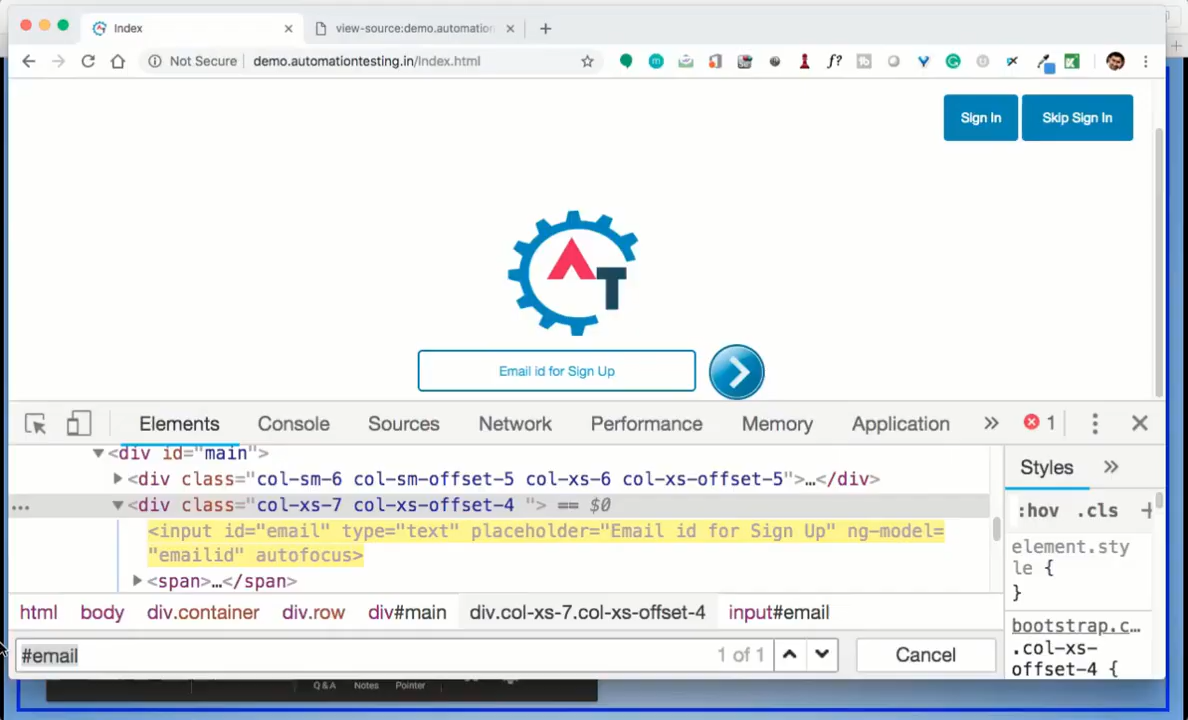 Index
view-source:demo.automation
Not Secure
demo.automationtesting.in/Index.html
f?
Sign In
Skip Sign In
AT
Email id for Sign Up
Elements
Console
Sources
Network
Performance
Memory
Application
1
<div id="main">
<div class="col-sm-6 col-sm-offset-5 col-xs-6 col-xs-offset-5">…</div>
<div class="col-xs-7 col-xs-offset-4 "> == $0
<input id="email" type="text" placeholder="Email id for Sign Up" ng-model=
"emailid" autofocus>
<span>…</span>
html
body
div.container
div.row
div#main
div.col-xs-7.col-xs-offset-4
input#email
#email
1 of 1
Cancel
Styles
:hov .cls
element.sty
le {
}
bootstrap.c…
.col-xs-
offset-4 {
Q&A
Notes
Pointer